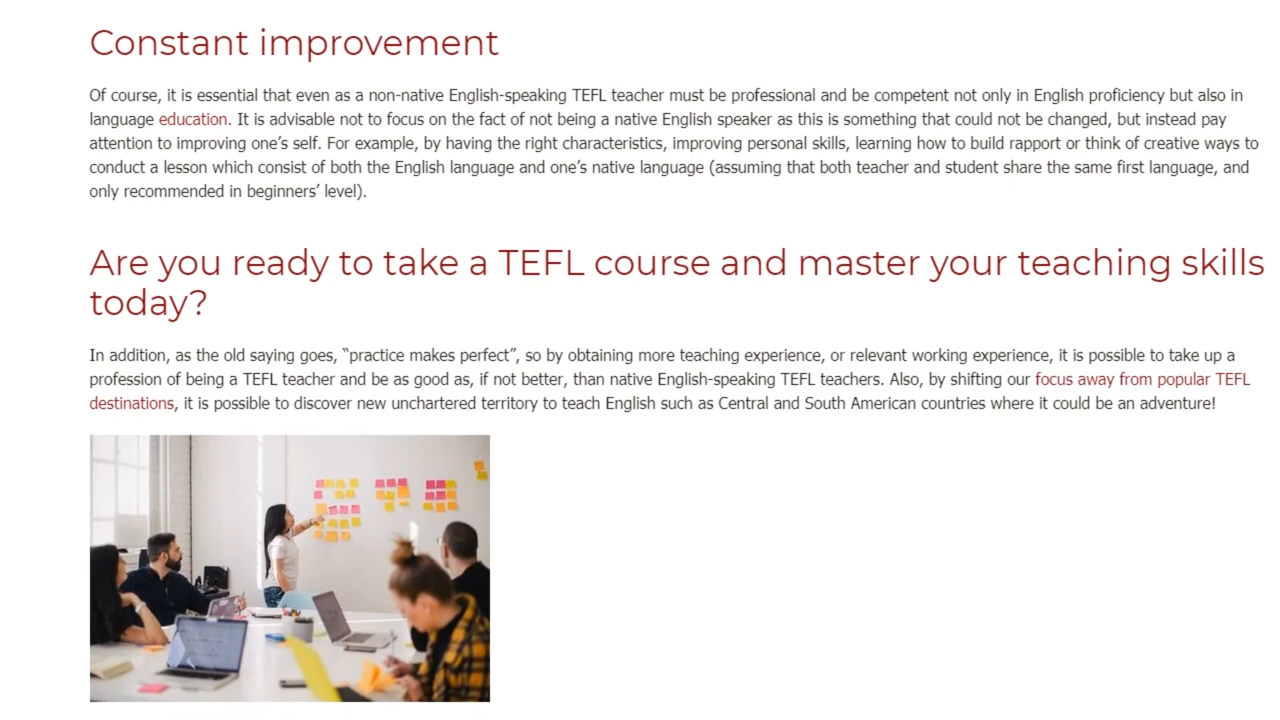 Constant improvement
Of course, it is essential that even as a non-native English-speaking TEFL teacher must be professional and be competent not only in English proficiency but also in
language education. It is advisable not to focus on the fact of not being a native English speaker as this is something that could not be changed, but instead pay
attention to improving one’s self. For example, by having the right characteristics, improving personal skills, learning how to build rapport or think of creative ways to
conduct a lesson which consist of both the English language and one’s native language (assuming that both teacher and student share the same first language, and
only recommended in beginners’ level).
Are you ready to take a TEFL course and master your teaching skills
today?
In addition, as the old saying goes, “practice makes perfect”, so by obtaining more teaching experience, or relevant working experience, it is possible to take up a
profession of being a TEFL teacher and be as good as, if not better, than native English-speaking TEFL teachers. Also, by shifting our focus away from popular TEFL
destinations, it is possible to discover new unchartered territory to teach English such as Central and South American countries where it could be an adventure!